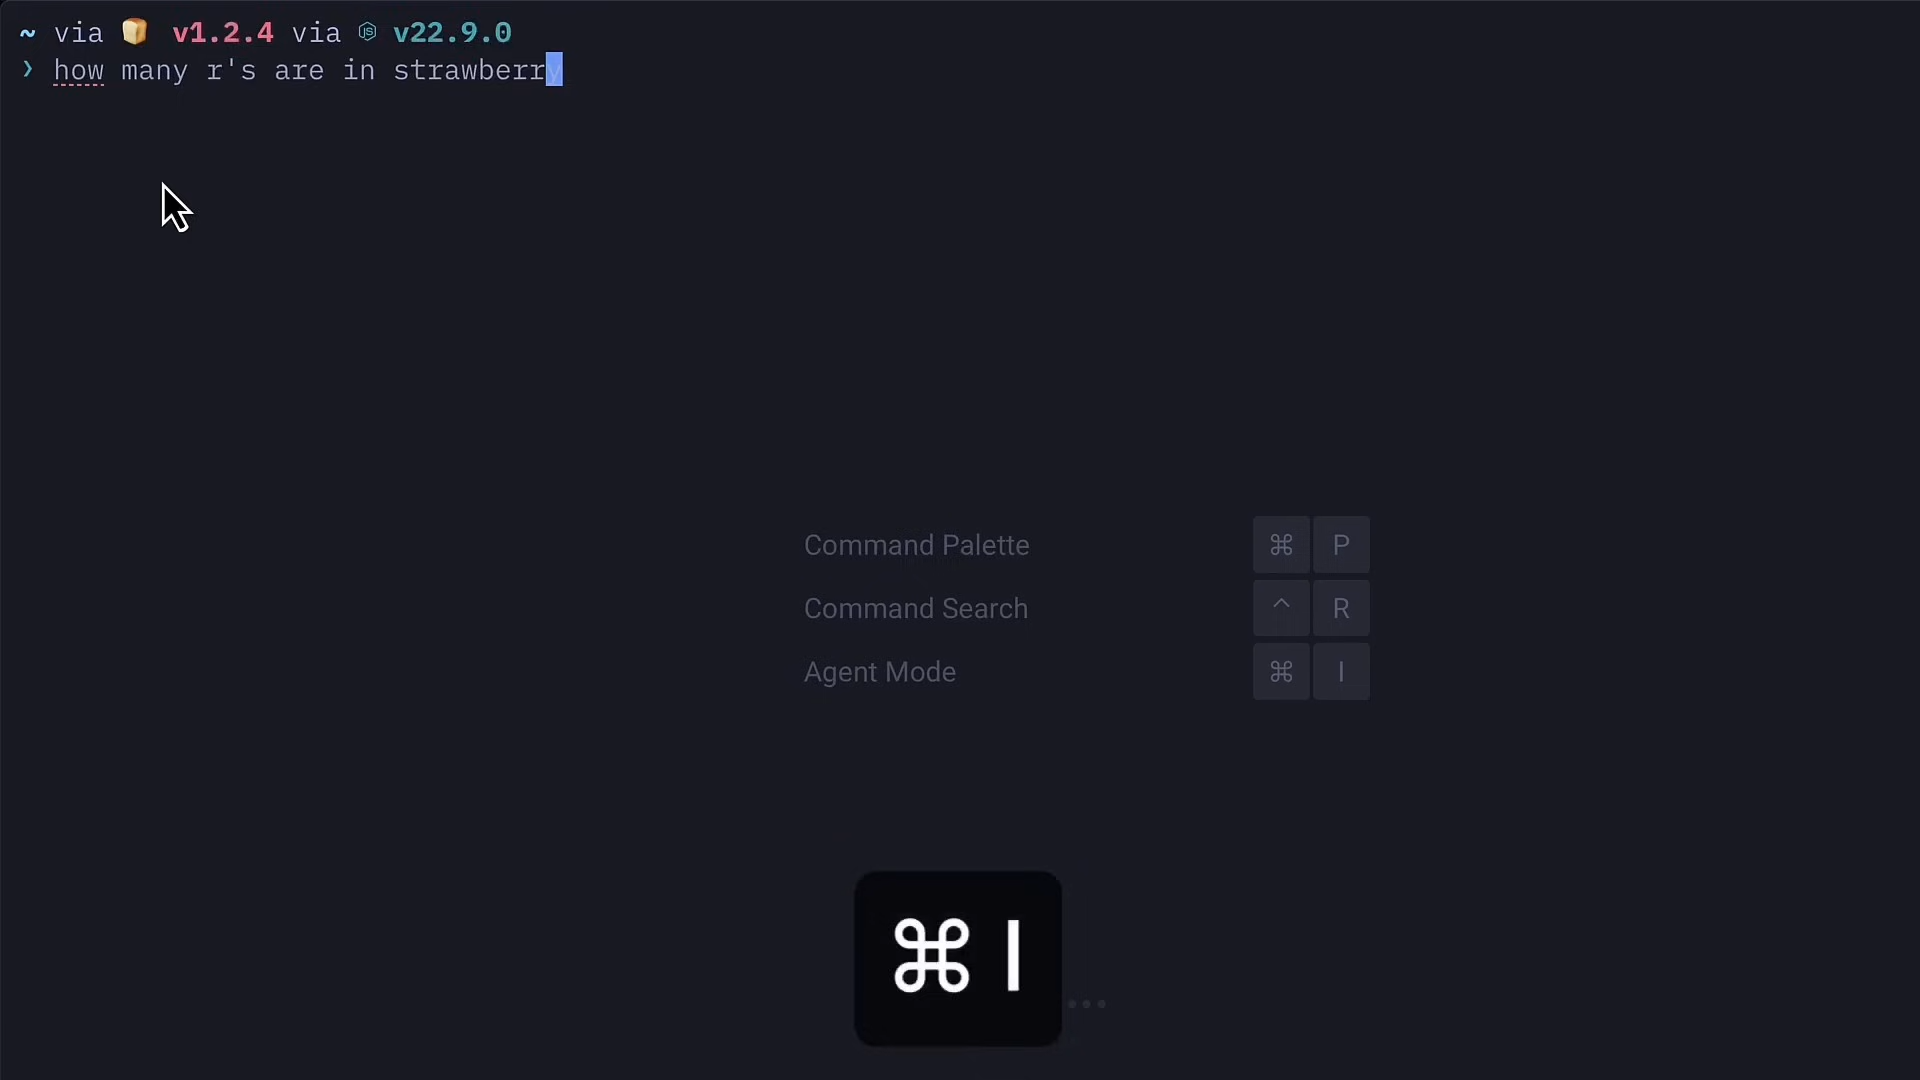 ~ via 🍞 v1.2.4 via v22.9.0
❯ how many r's are in strawberry
Command Palette ⌘ P
Command Search ^ R
Agent Mode ⌘ I
⌘ I